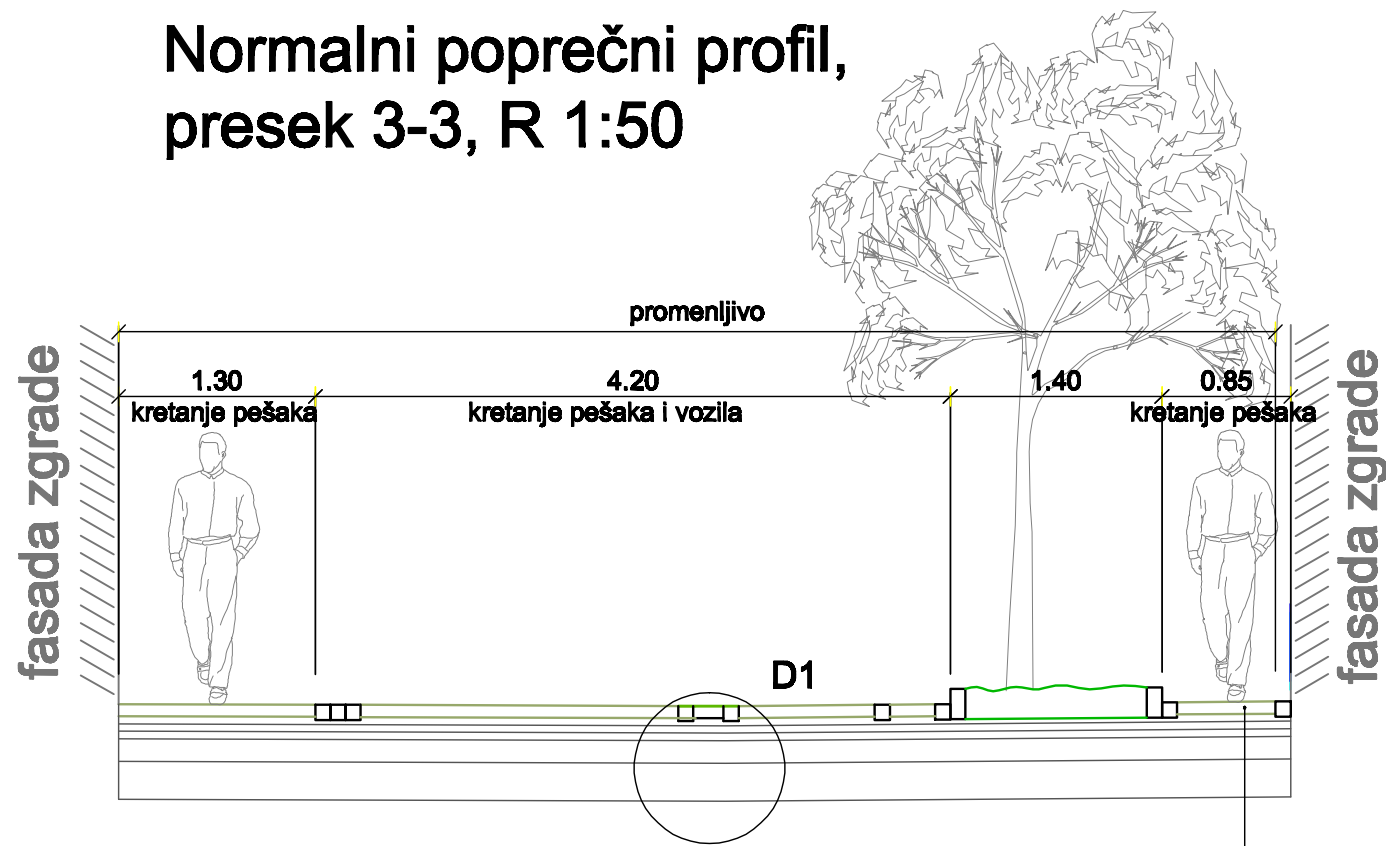 Normalni poprečni profil,
presek 3-3, R 1:50
promenljivo
1.30
4.20
1.40
0.85
kretanje pešaka
kretanje pešaka i vozila
kretanje pešaka
fasada zgrade
fasada zgrade
D1